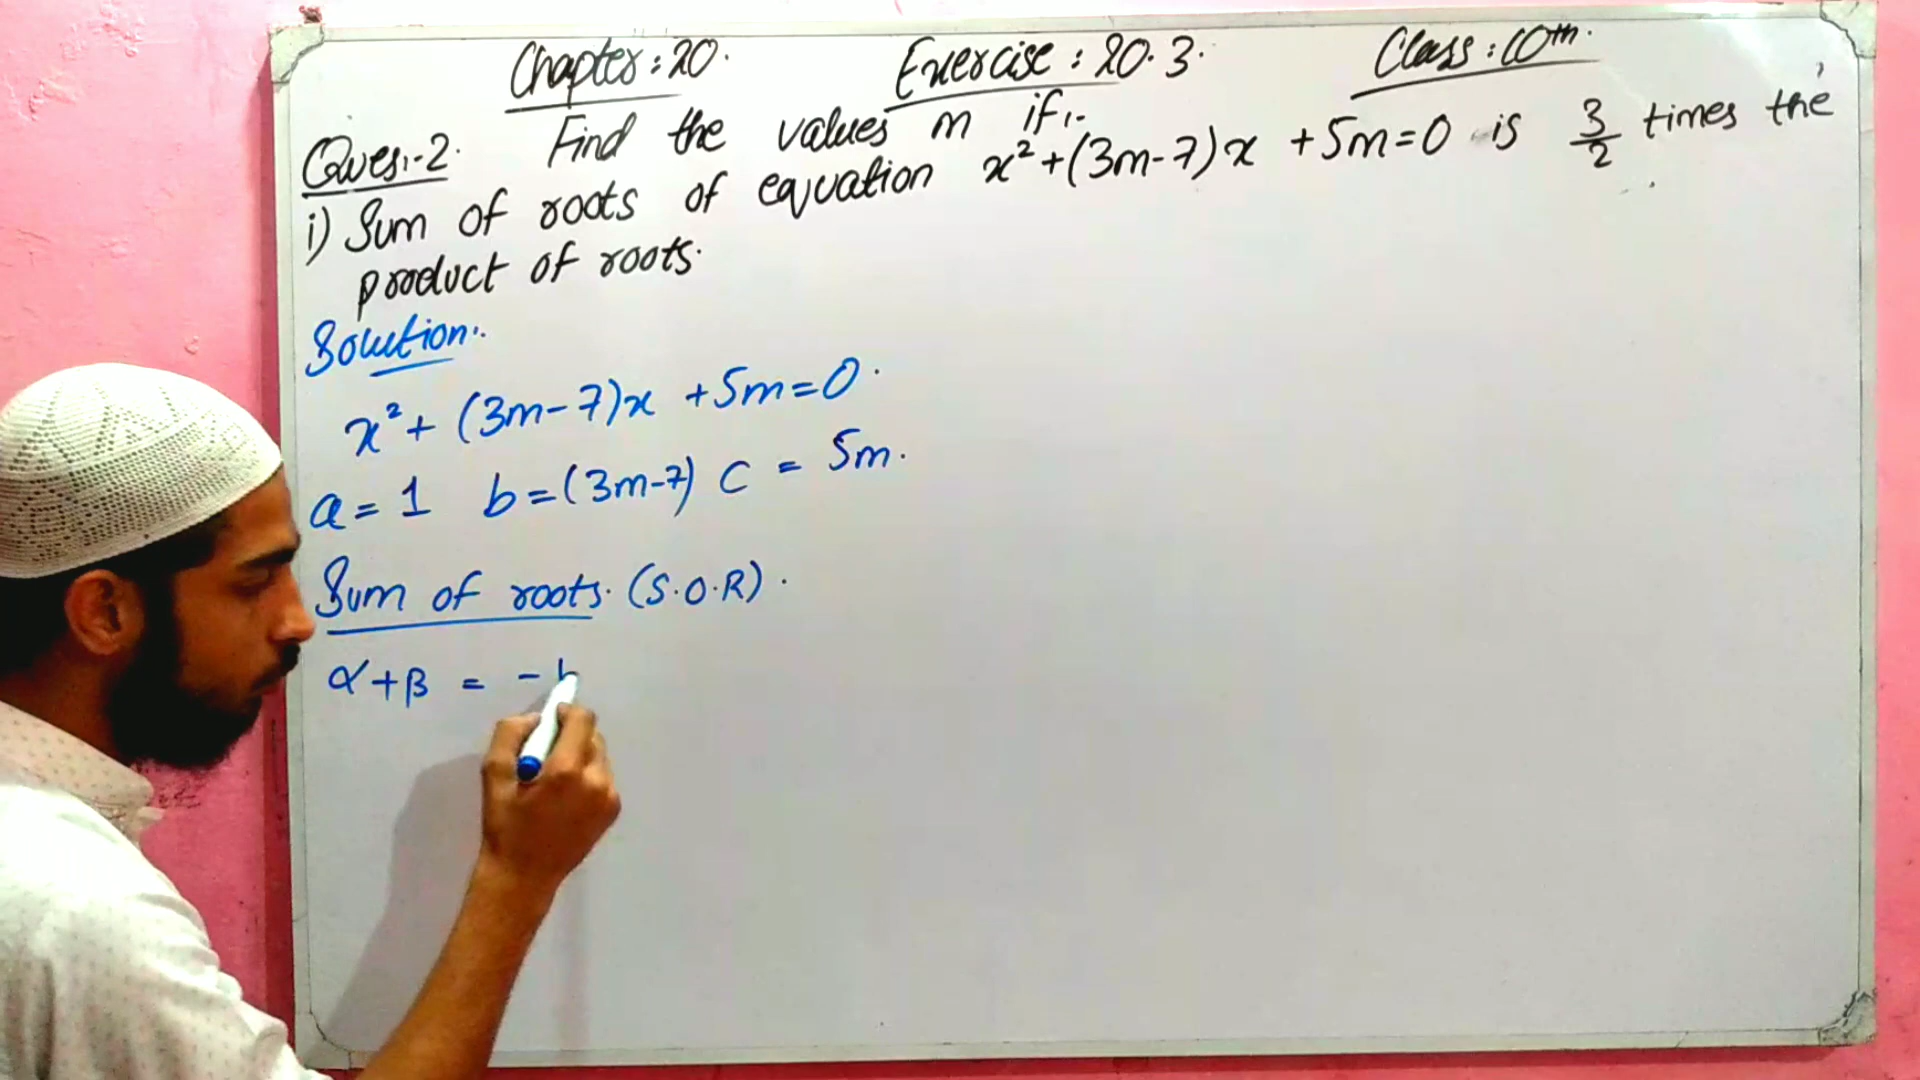 Chapter: 20. Exercise: 20.3. Class: 10th.
Ques:-2. Find the values m if:-
i) Sum of roots of equation x² + (3m-7)x + 5m = 0 is 3/2 times the
product of roots.
Solution:.
x² + (3m-7)x + 5m = 0.
a = 1 b = (3m-7) c = 5m.
Sum of roots. (S.O.R).
α+β = -b